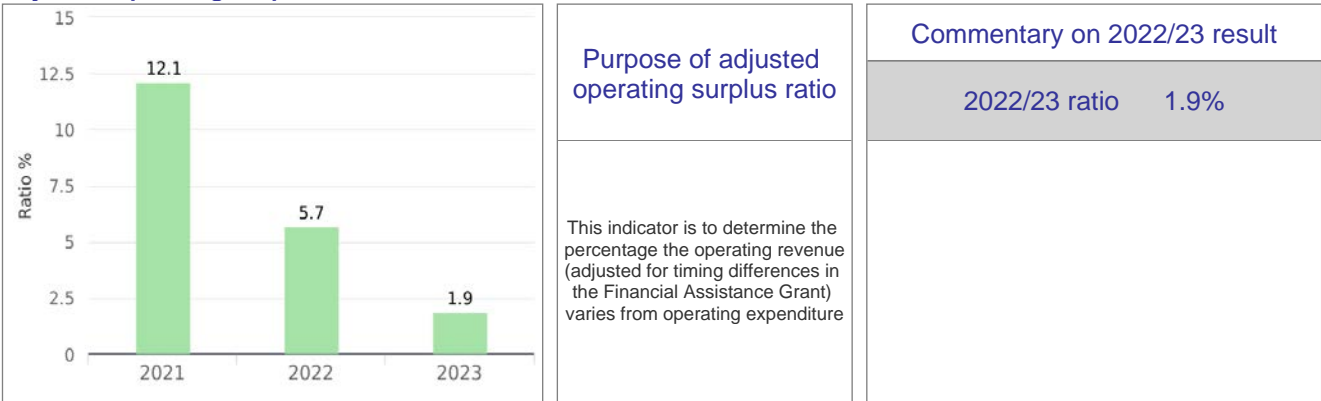 15
12.5
10
7.5
5
2.5
0
Ratio %
12.1
5.7
1.9
2021 2022 2023
Purpose of adjusted
operating surplus ratio
This indicator is to determine the
percentage the operating revenue
(adjusted for timing differences in
the Financial Assistance Grant)
varies from operating expenditure
Commentary on 2022/23 result
2022/23 ratio 1.9%